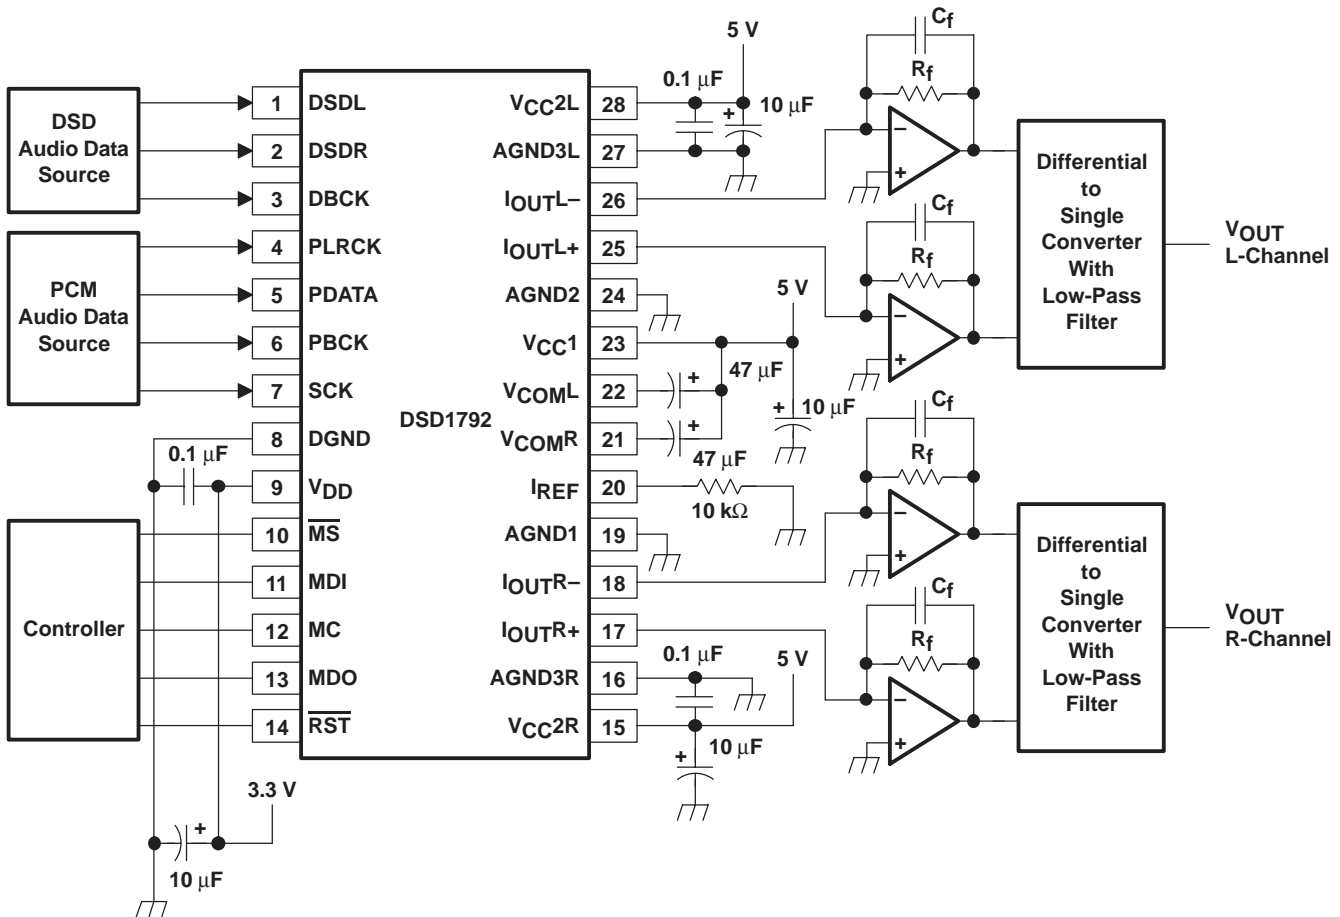 DSD
Audio Data
Source
PCM
Audio Data
Source
Controller
1 DSDL
2 DSDR
3 DBCK
4 PLRCK
5 PDATA
6 PBCK
7 SCK
8 DGND
9 VDD
10 MS
11 MDI
12 MC
13 MDO
14 RST
0.1 μF
3.3 V
+
10 μF
DSD1792
VCC2L 28
AGND3L 27
IOUTL– 26
IOUTL+ 25
AGND2 24
VCC1 23
VCOML 22
VCOMR 21
IREF 20
AGND1 19
IOUTR– 18
IOUTR+ 17
AGND3R 16
VCC2R 15
5 V
0.1 μF
+ 10 μF
5 V
47 μF
+
+
47 μF
+ 10 μF
10 kΩ
0.1 μF
5 V
10 μF
+
Cf
Rf
–
+
Cf
Rf
–
+
Cf
Rf
–
+
Cf
Rf
–
+
Differential
to
Single
Converter
With
Low-Pass
Filter
VOUT
L-Channel
Differential
to
Single
Converter
With
Low-Pass
Filter
VOUT
R-Channel